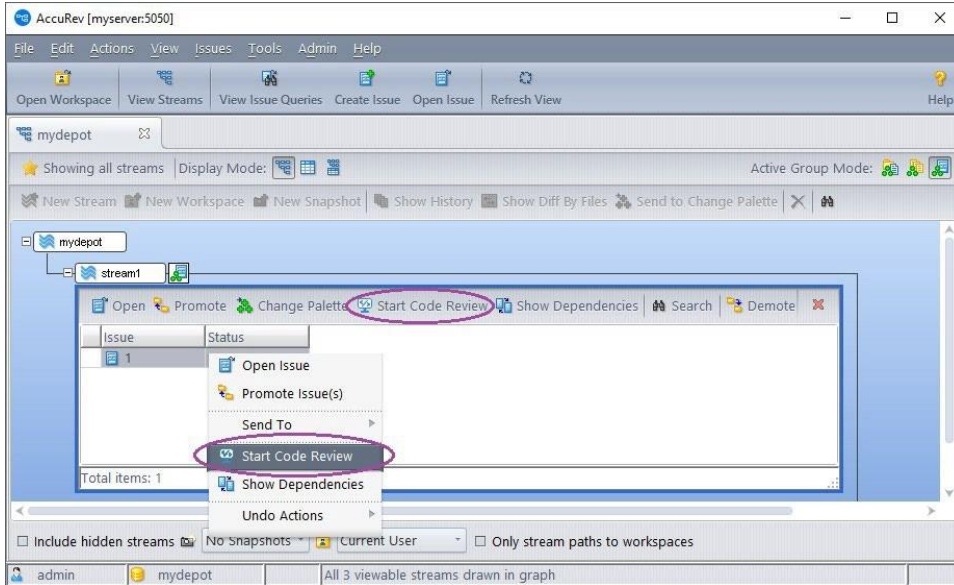 AccuRev [myserver:5050]
File Edit Actions View Issues Tools Admin Help
Open Workspace View Streams View Issue Queries Create Issue Open Issue Refresh View Help
mydepot
Showing all streams Display Mode: Active Group Mode:
New Stream New Workspace New Snapshot Show History Show Diff By Files Send to Change Palette
mydepot
stream1
Open Promote Change Palette Start Code Review Show Dependencies Search Demote
Issue Status
1
Open Issue
Promote Issue(s)
Send To
Start Code Review
Show Dependencies
Undo Actions
Total items: 1
Include hidden streams No Snapshots Current User Only stream paths to workspaces
admin mydepot All 3 viewable streams drawn in graph